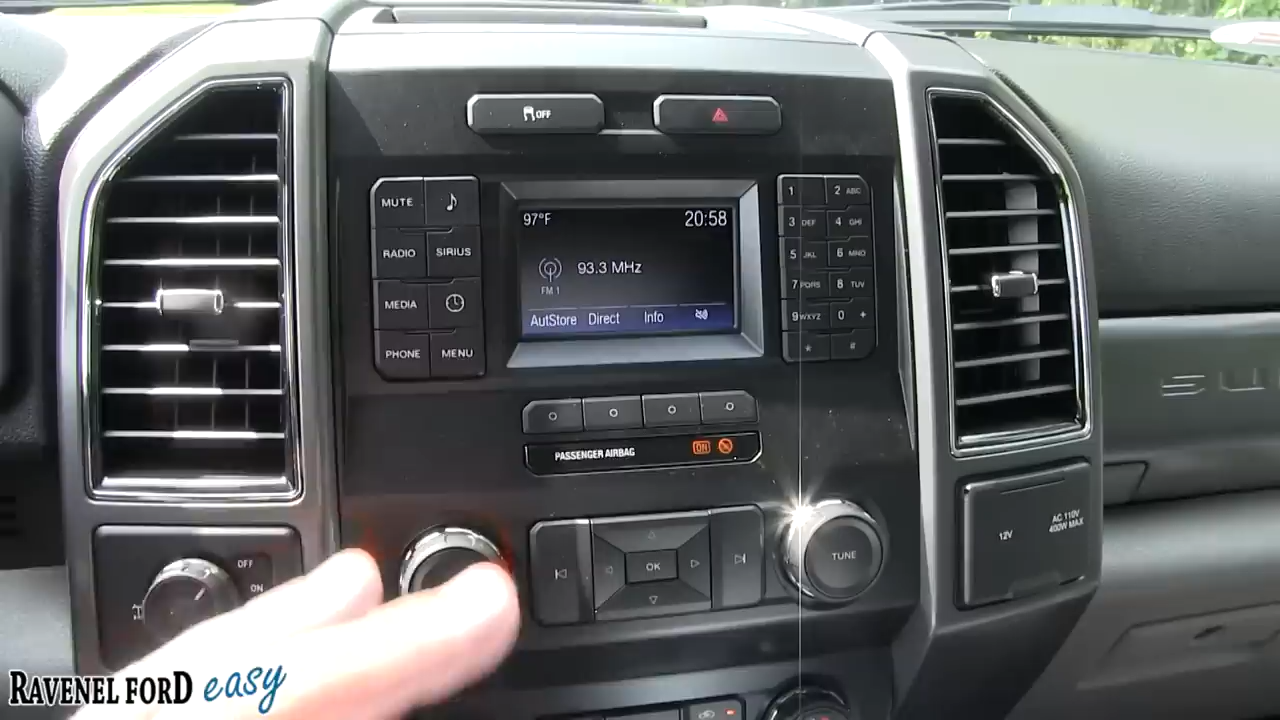 OFF
MUTE
RADIO SIRIUS
MEDIA
PHONE MENU
97°F 20:58
93.3 MHz
FM 1
AutStore Direct Info
1 2 ABC
3 DEF 4 GHI
5 JKL 6 MNO
7 PQRS 8 TUV
9 WXYZ 0 +
* #
PASSENGER AIRBAG ON
OK
TUNE
OFF
ON
12V
AC 110V
400W MAX
SU
RAVENEL FORD easy